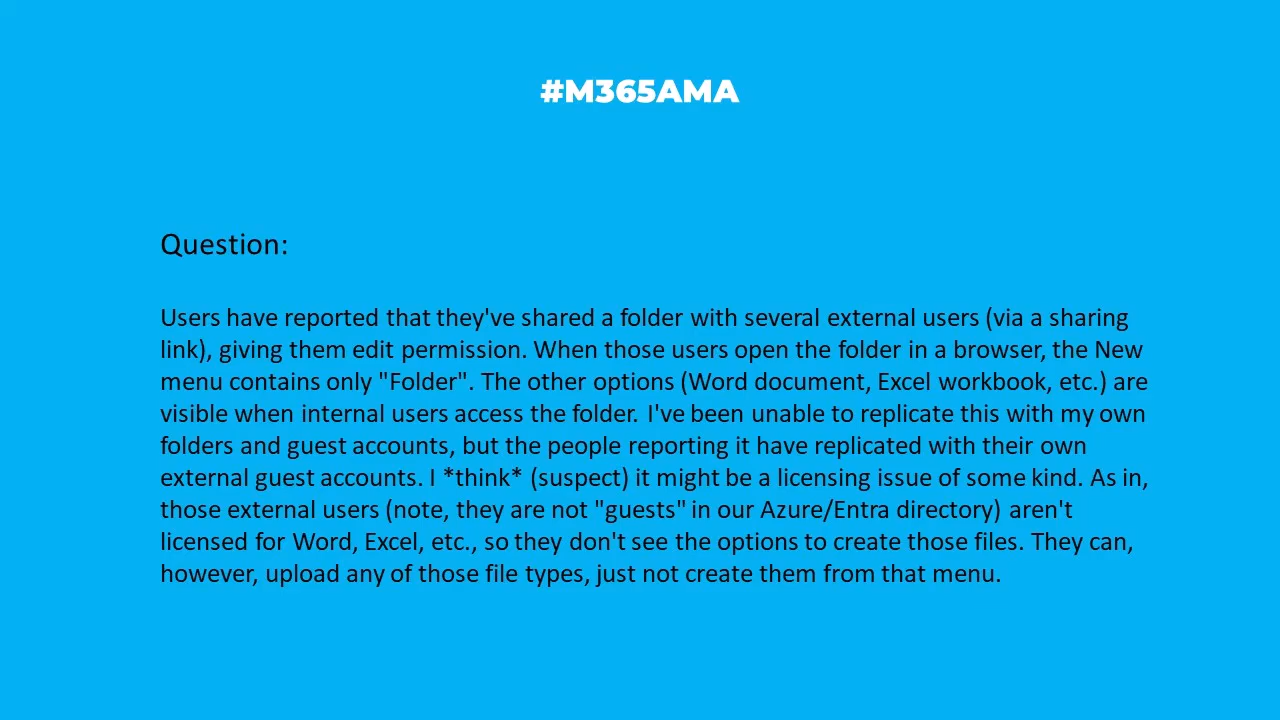 #M365AMA
Question:
Users have reported that they've shared a folder with several external users (via a sharing
link), giving them edit permission. When those users open the folder in a browser, the New
menu contains only "Folder". The other options (Word document, Excel workbook, etc.) are
visible when internal users access the folder. I've been unable to replicate this with my own
folders and guest accounts, but the people reporting it have replicated with their own
external guest accounts. I *think* (suspect) it might be a licensing issue of some kind. As in,
those external users (note, they are not "guests" in our Azure/Entra directory) aren't
licensed for Word, Excel, etc., so they don't see the options to create those files. They can,
however, upload any of those file types, just not create them from that menu.